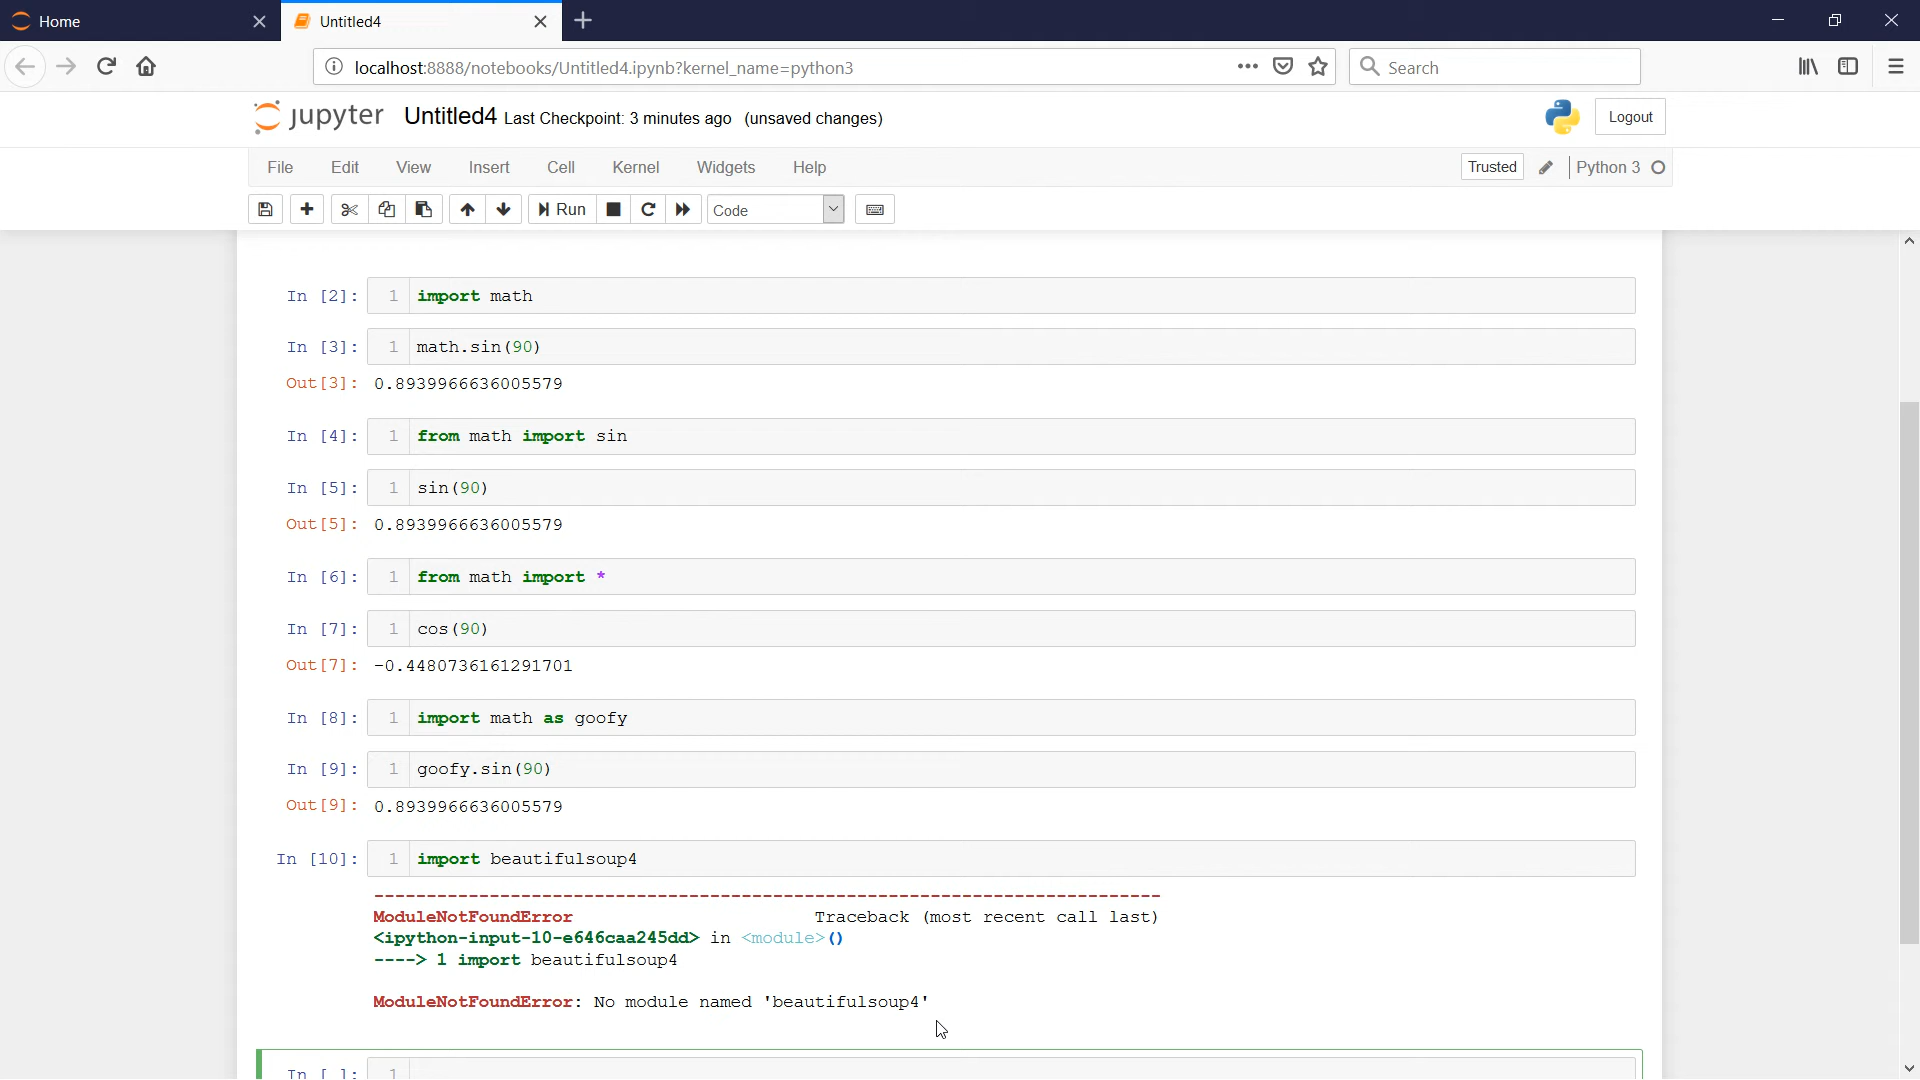 Home
Untitled4
localhost:8888/notebooks/Untitled4.ipynb?kernel_name=python3
Search
jupyter Untitled4 Last Checkpoint: 3 minutes ago (unsaved changes)
Logout
File Edit View Insert Cell Kernel Widgets Help
Trusted
Python 3
Run
Code
In [2]: 1 import math
In [3]: 1 math.sin(90)
Out[3]: 0.8939966636005579
In [4]: 1 from math import sin
In [5]: 1 sin(90)
Out[5]: 0.8939966636005579
In [6]: 1 from math import *
In [7]: 1 cos(90)
Out[7]: -0.4480736161291701
In [8]: 1 import math as goofy
In [9]: 1 goofy.sin(90)
Out[9]: 0.8939966636005579
In [10]: 1 import beautifulsoup4
---------------------------------------------------------------------------
ModuleNotFoundError Traceback (most recent call last)
<ipython-input-10-e646caa245dd> in <module>()
----> 1 import beautifulsoup4
ModuleNotFoundError: No module named 'beautifulsoup4'
In [ ]: 1